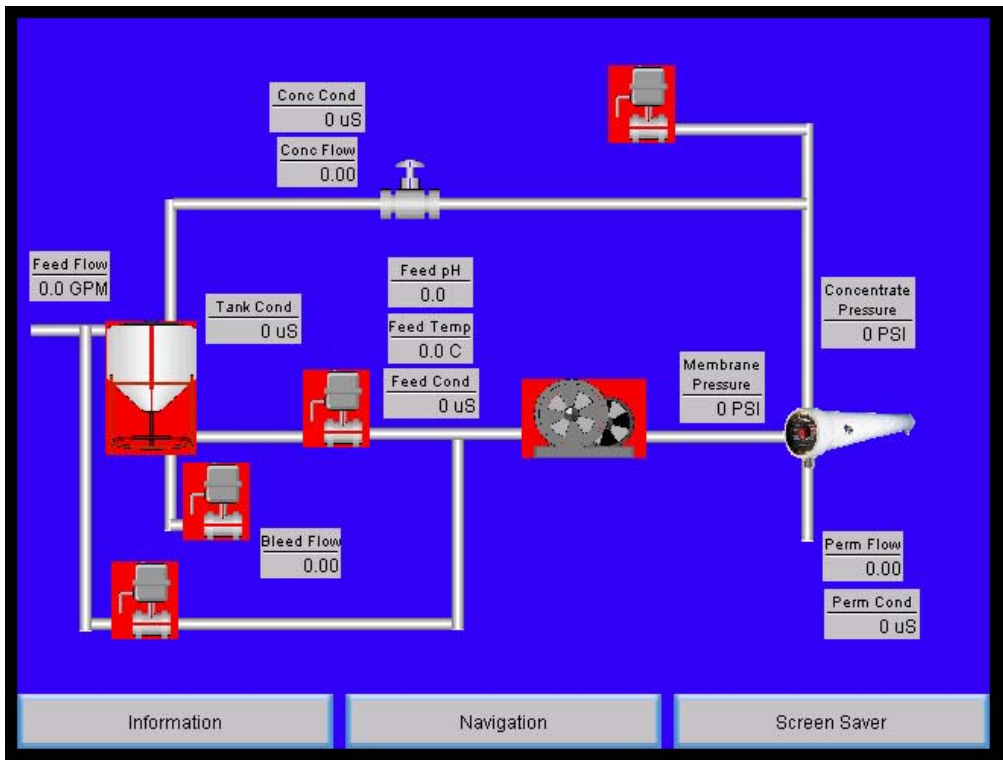 Conc Cond
0 uS
Conc Flow
0.00
Feed Flow
0.0 GPM
Feed pH
0.0
Tank Cond
0 uS
Feed Temp
0.0 C
Feed Cond
0 uS
Concentrate
Pressure
0 PSI
Membrane
Pressure
0 PSI
Bleed Flow
0.00
Perm Flow
0.00
Perm Cond
0 uS
Information
Navigation
Screen Saver